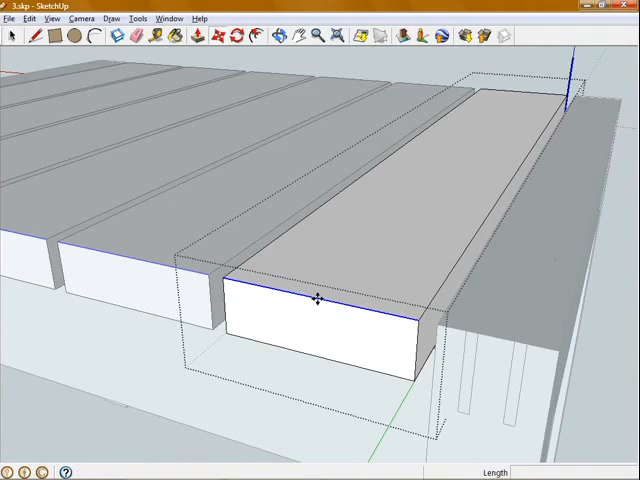 3.skp - SketchUp
File Edit View Camera Draw Tools Window Help
Length